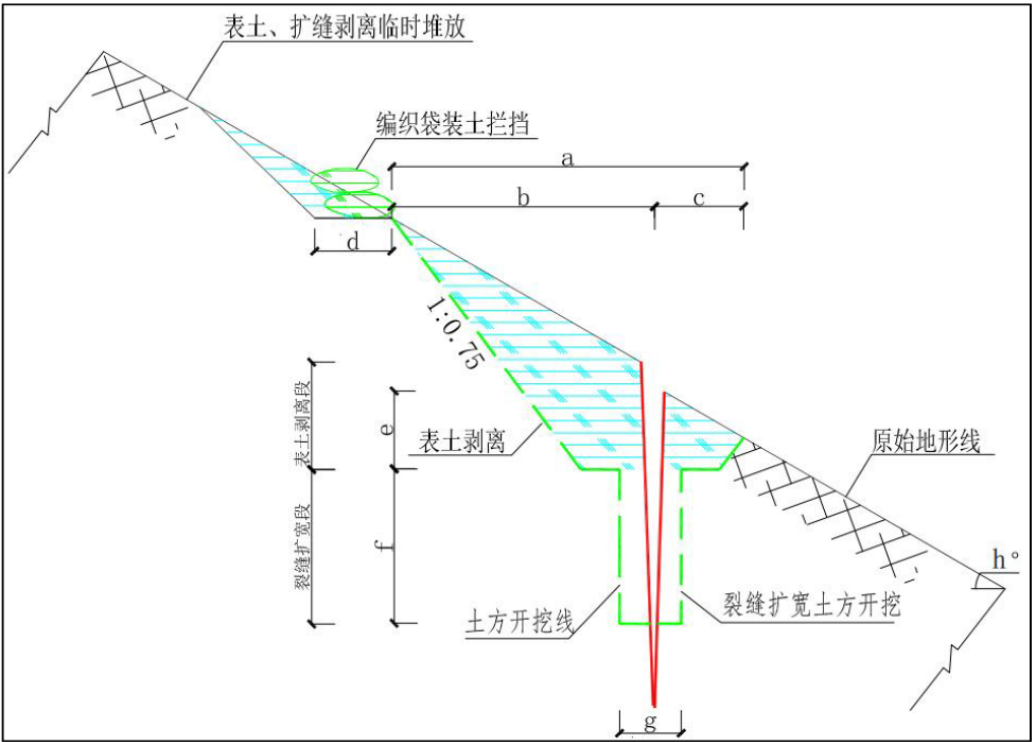 表土、扩缝剥离临时堆放
编织袋装土拦挡
a
b
c
d
1:0.75
表土剥离段
e
表土剥离
原始地形线
裂缝扩宽段
f
h°
土方开挖线
裂缝扩宽土方开挖
g